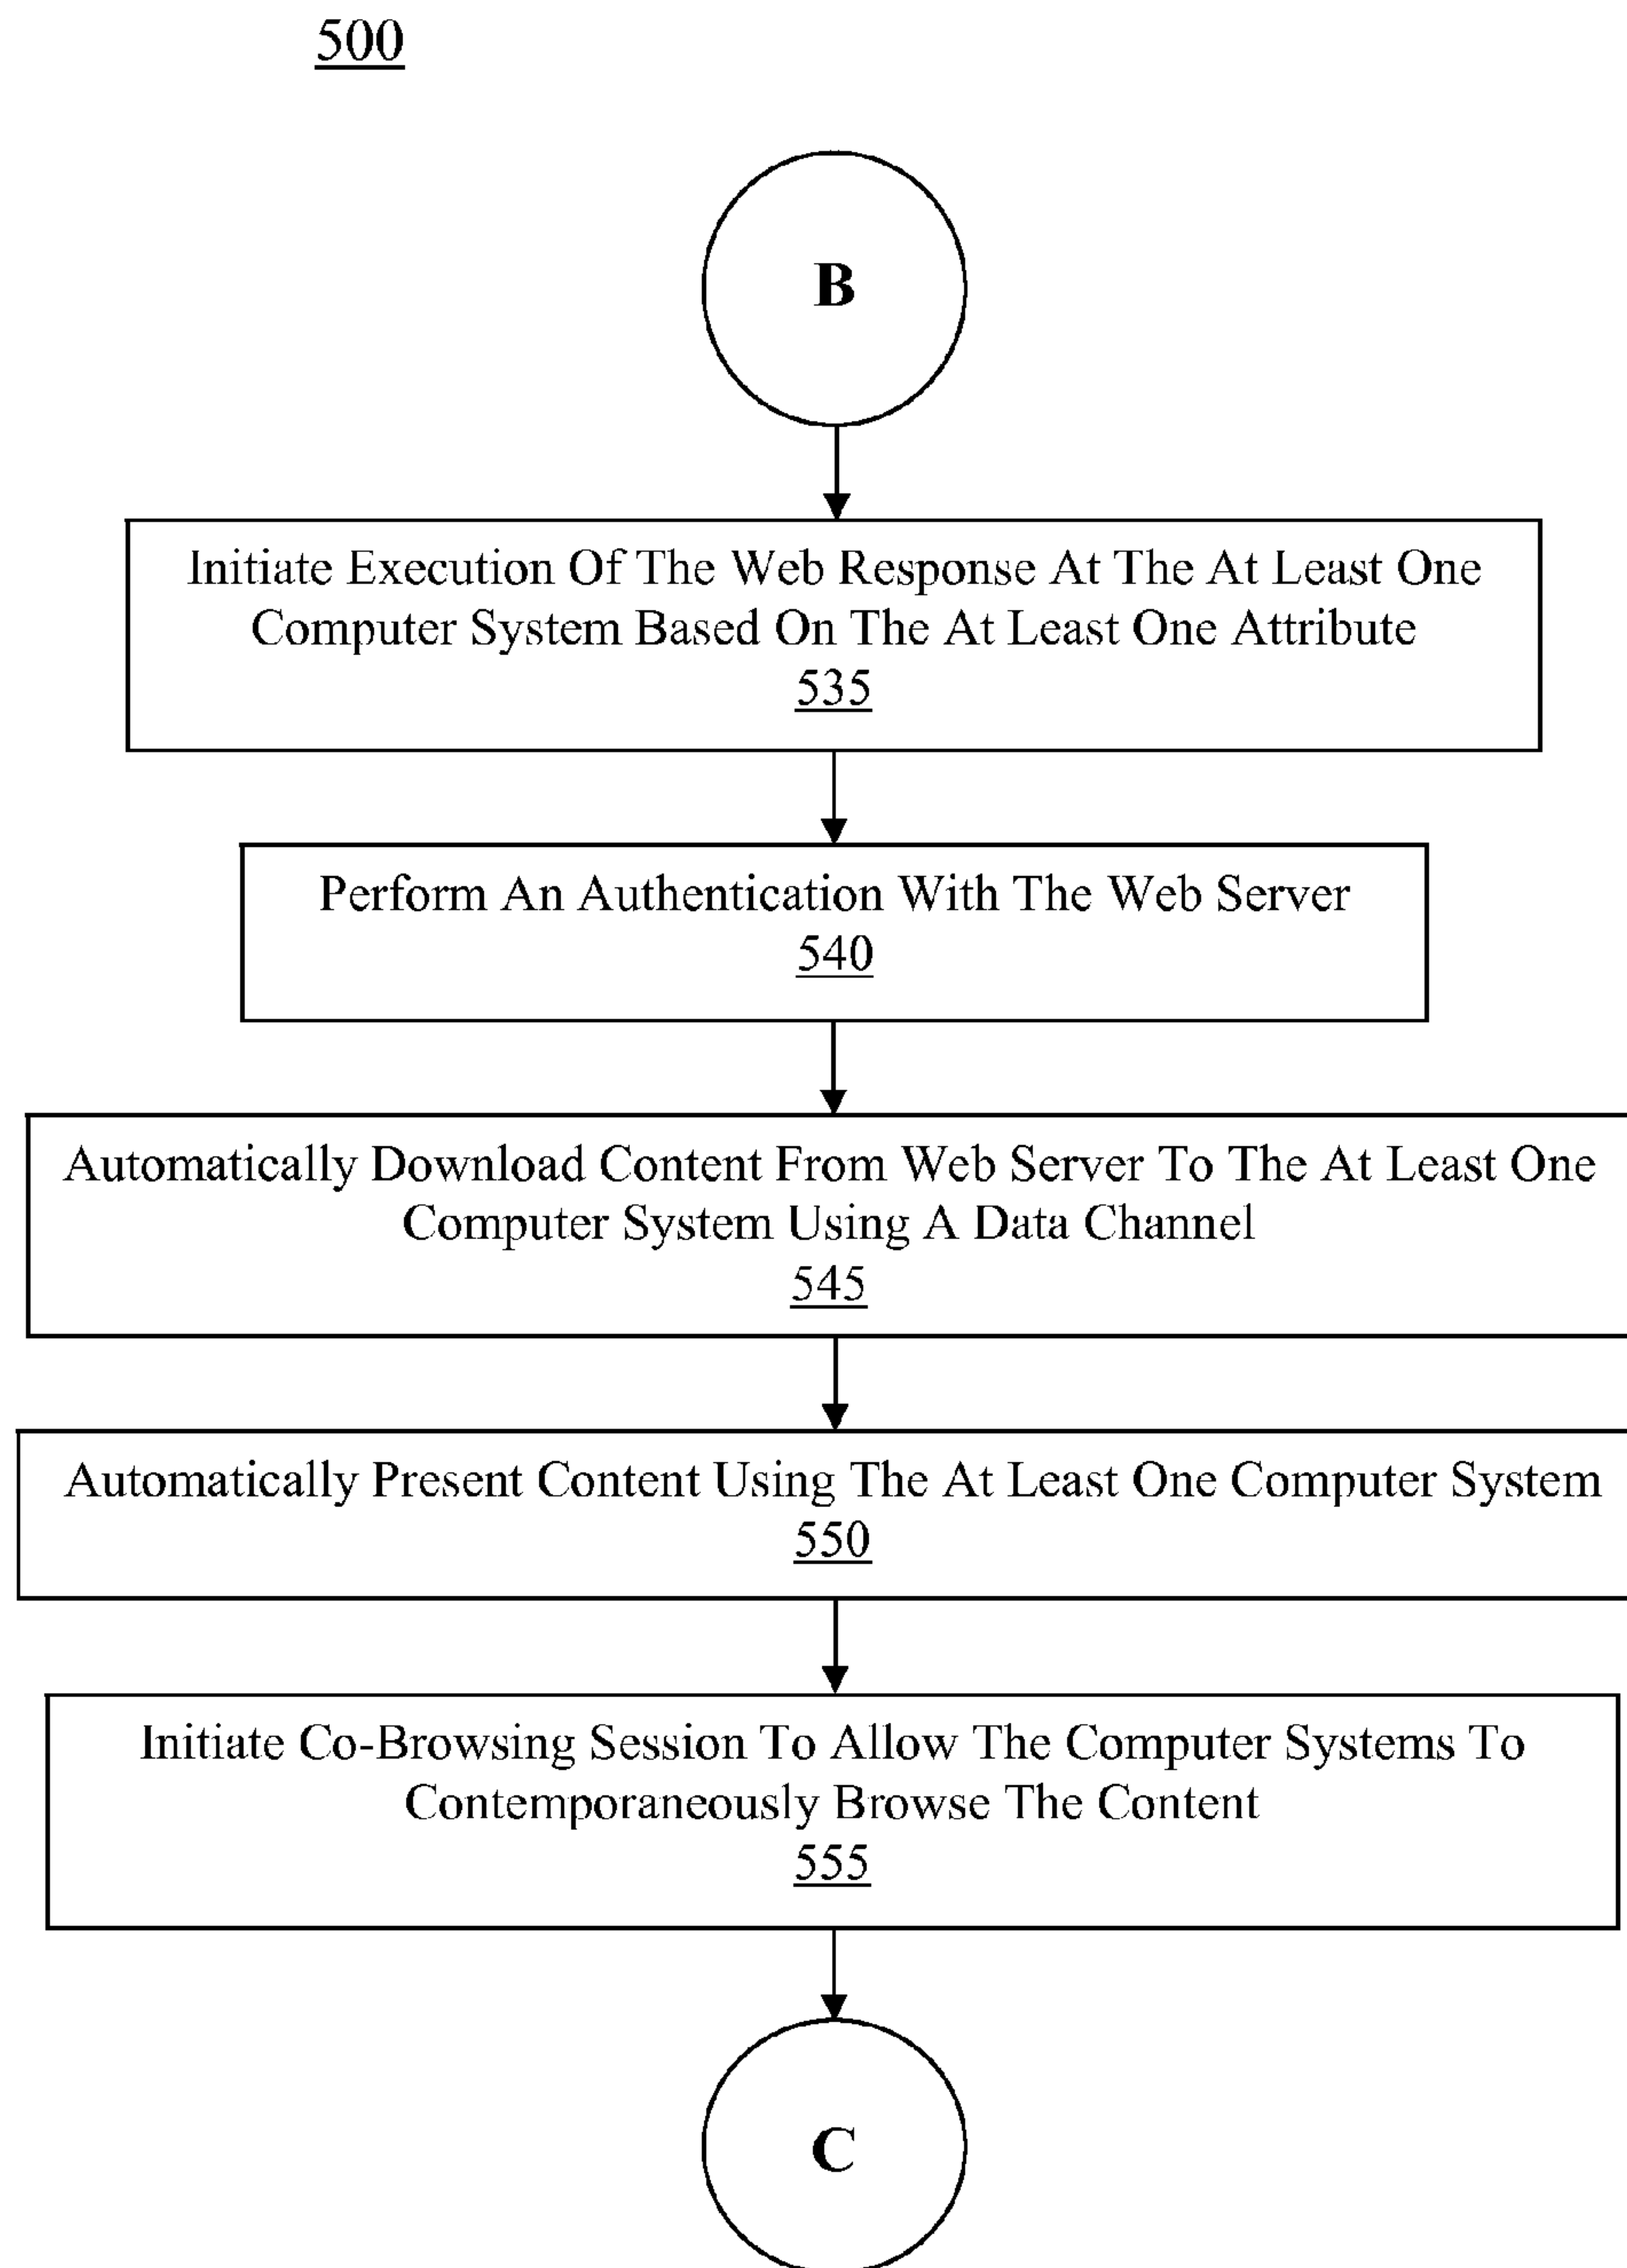 500
B
Initiate Execution Of The Web Response At The At Least One
Computer System Based On The At Least One Attribute
535
Perform An Authentication With The Web Server
540
Automatically Download Content From Web Server To The At Least One
Computer System Using A Data Channel
545
Automatically Present Content Using The At Least One Computer System
550
Initiate Co-Browsing Session To Allow The Computer Systems To
Contemporaneously Browse The Content
555
C